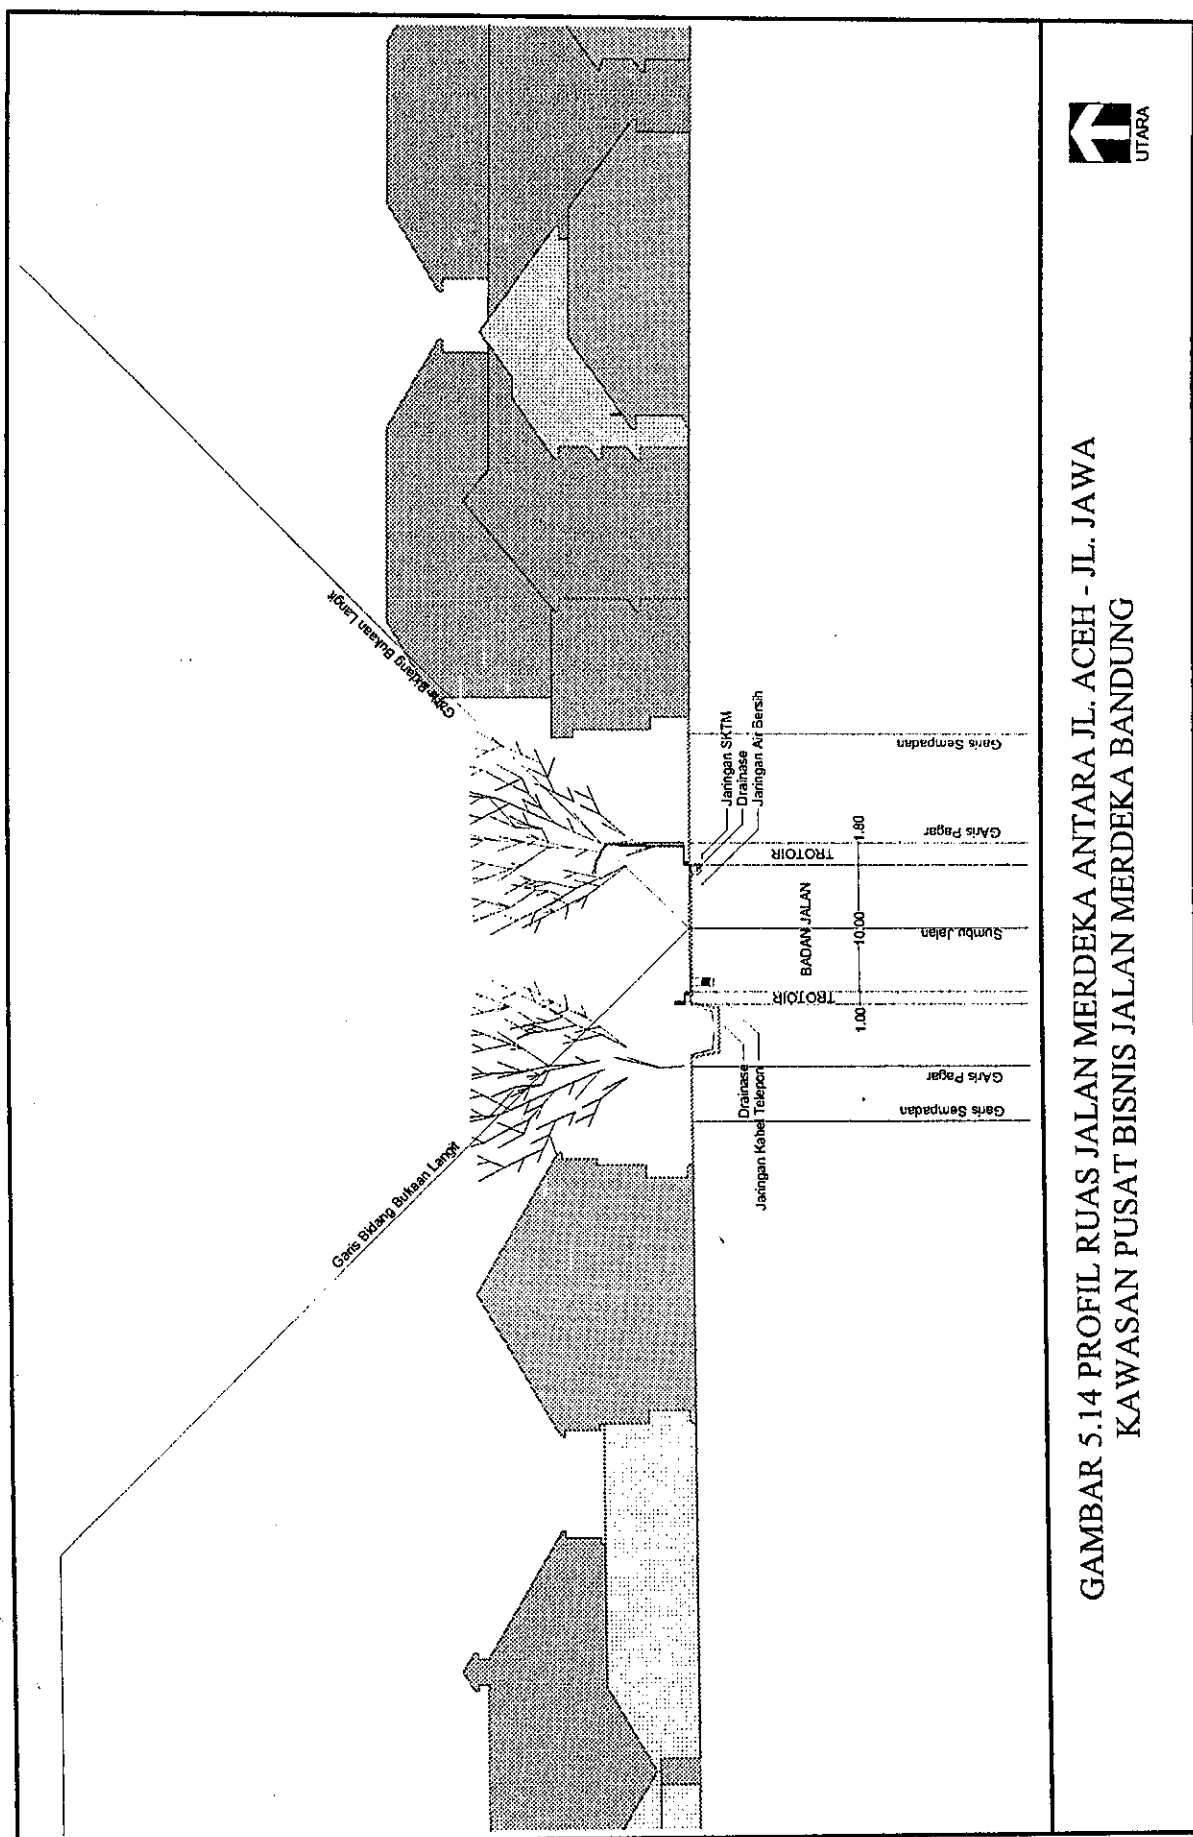 Garis Bidang Bukaan Langit
Garis Bidang Bukaan Langit
Jaringan SKTM
Drainase
Jaringan Air Bersih
Drainase
Jaringan Kabel Telepon
Garis Sempadan
GAris Pagar
TROTOIR
BADAN JALAN
Sumbu Jalan
TROTOIR
GAris Pagar
Garis Sempadan
1.00
10.00
1.80
GAMBAR 5.14 PROFIL RUAS JALAN MERDEKA ANTARA JL. ACEH - JL. JAWA
KAWASAN PUSAT BISNIS JALAN MERDEKA BANDUNG
UTARA